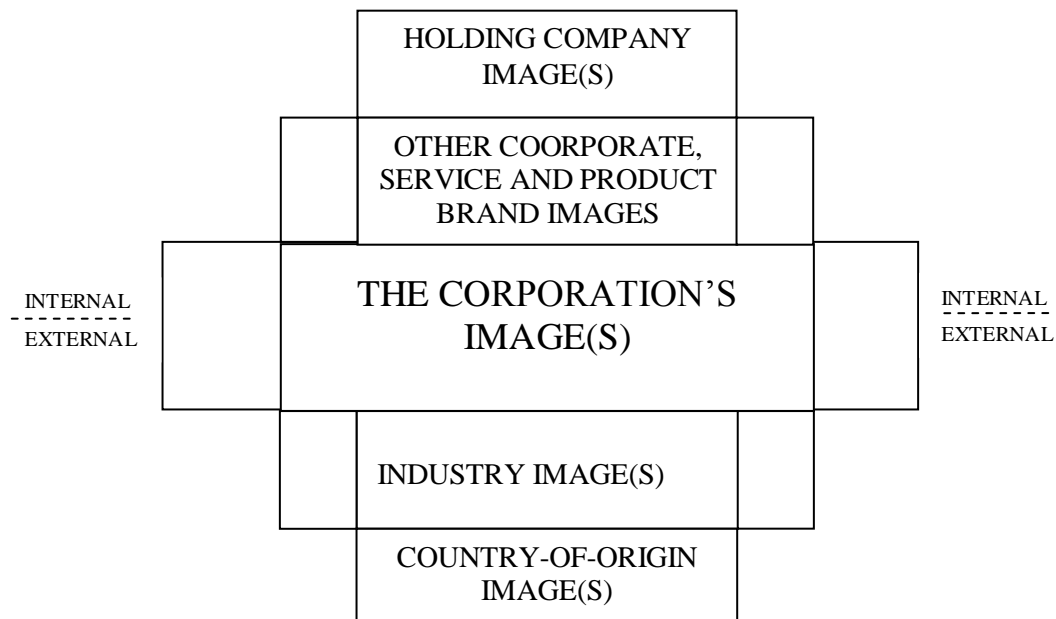 HOLDING COMPANY
IMAGE(S)
OTHER COORPORATE,
SERVICE AND PRODUCT
BRAND IMAGES
THE CORPORATION’S
IMAGE(S)
INTERNAL
EXTERNAL
INTERNAL
EXTERNAL
INDUSTRY IMAGE(S)
COUNTRY-OF-ORIGIN
IMAGE(S)